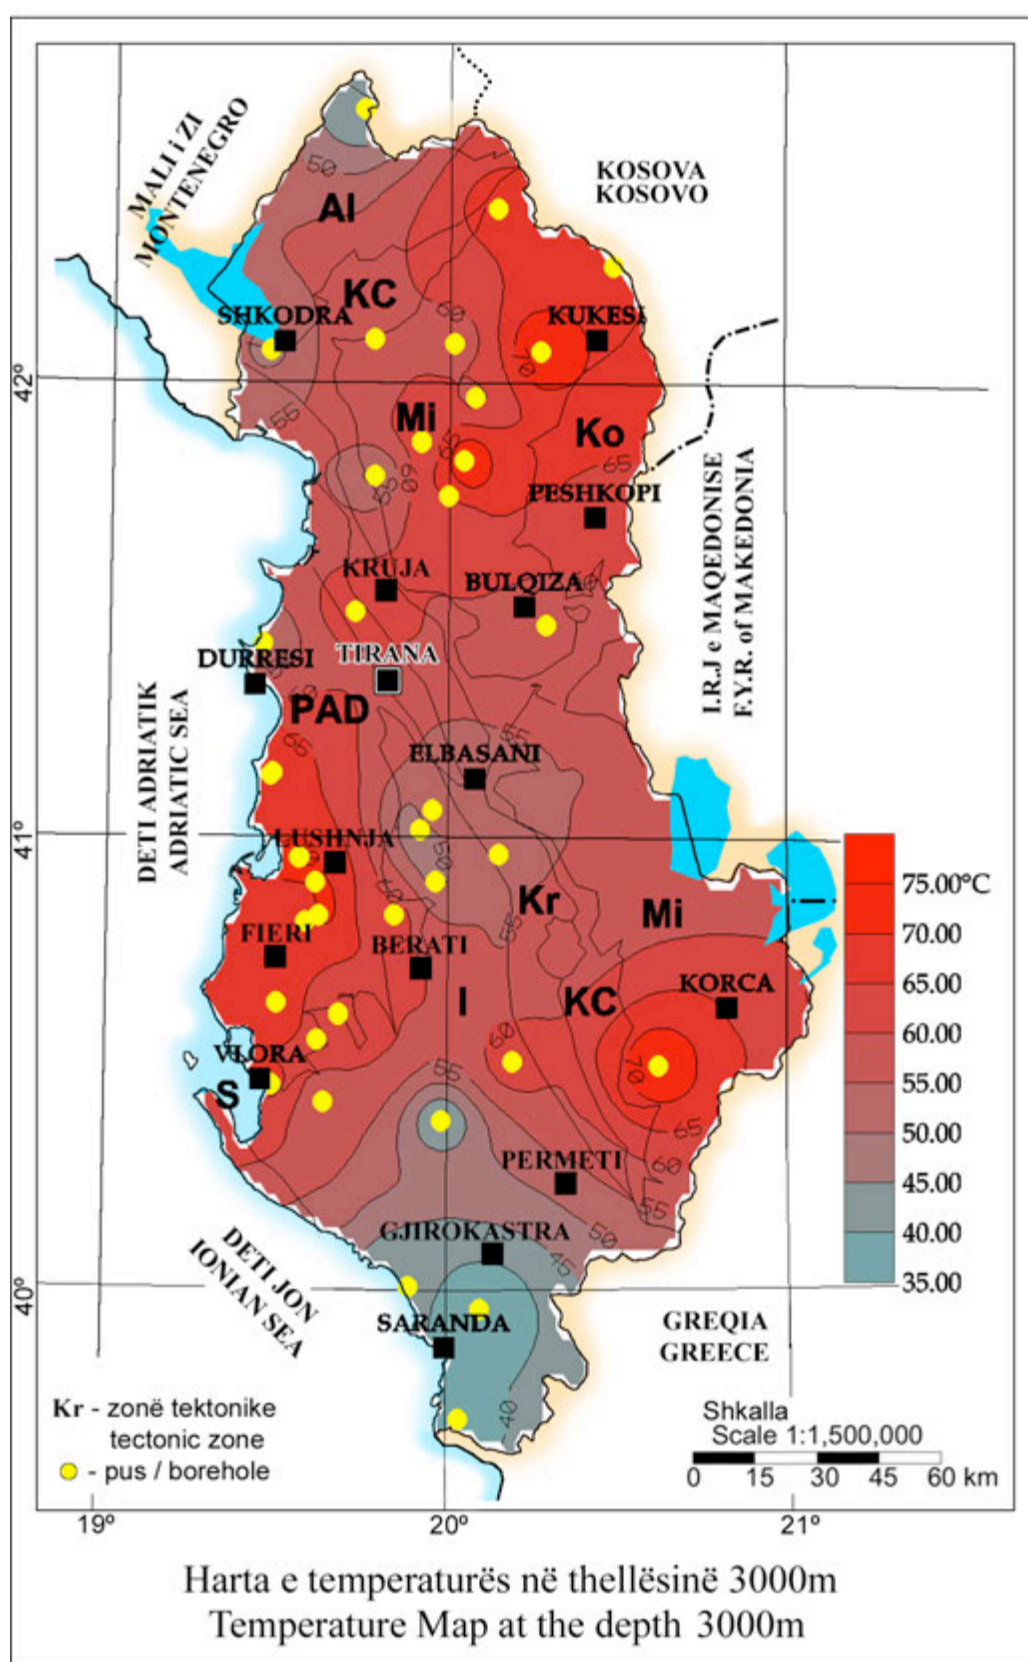 MALI i ZI
MONTENEGRO
KOSOVA
KOSOVO
50
Al
KC
SHKODRA
60
KUKESI
70
42°
55
Mi
65
Ko
65
55
60
PESHKOPI
KRUJA
BULQIZA
60
I.R.J e MAQEDONISE
F.Y.R. of MAKEDONIA
DURRESI
TIRANA
60
PAD
65
55
DETI ADRIATIK
ADRIATIC SEA
ELBASANI
41°
LUSHNJA
50
60
Kr
55
Mi
FIERI
BERATI
I
KC
KORCA
VLORA
60
55
70
S
65
60
55
PERMETI
50
GJIROKASTRA
45
DETI JON
IONIAN SEA
40°
SARANDA
40
GREQIA
GREECE
75.00°C
70.00
65.00
60.00
55.00
50.00
45.00
40.00
35.00
Kr - zonë tektonike
tectonic zone
- pus / borehole
Shkalla
Scale 1:1,500,000
0 15 30 45 60 km
19° 20° 21°
Harta e temperaturës në thellësinë 3000m
Temperature Map at the depth 3000m